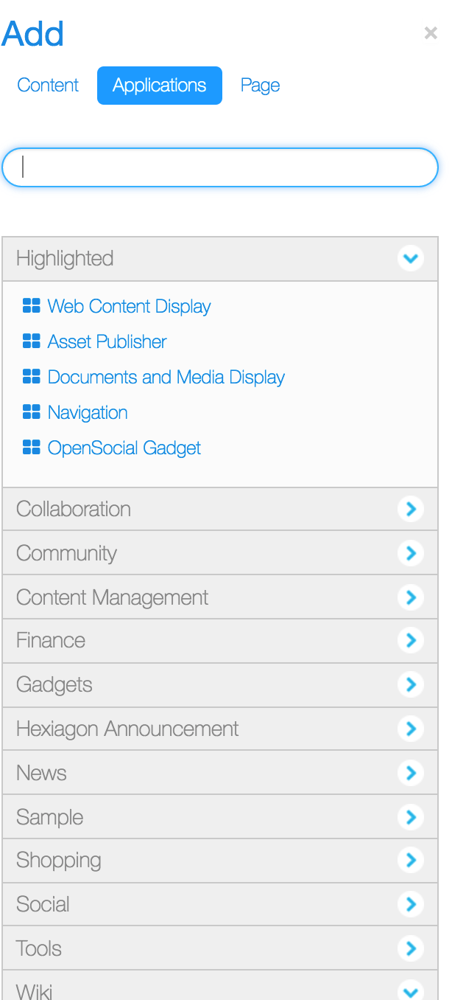 Add
Content Applications Page
Highlighted
Web Content Display
Asset Publisher
Documents and Media Display
Navigation
OpenSocial Gadget
Collaboration
Community
Content Management
Finance
Gadgets
Hexiagon Announcement
News
Sample
Shopping
Social
Tools
Wiki